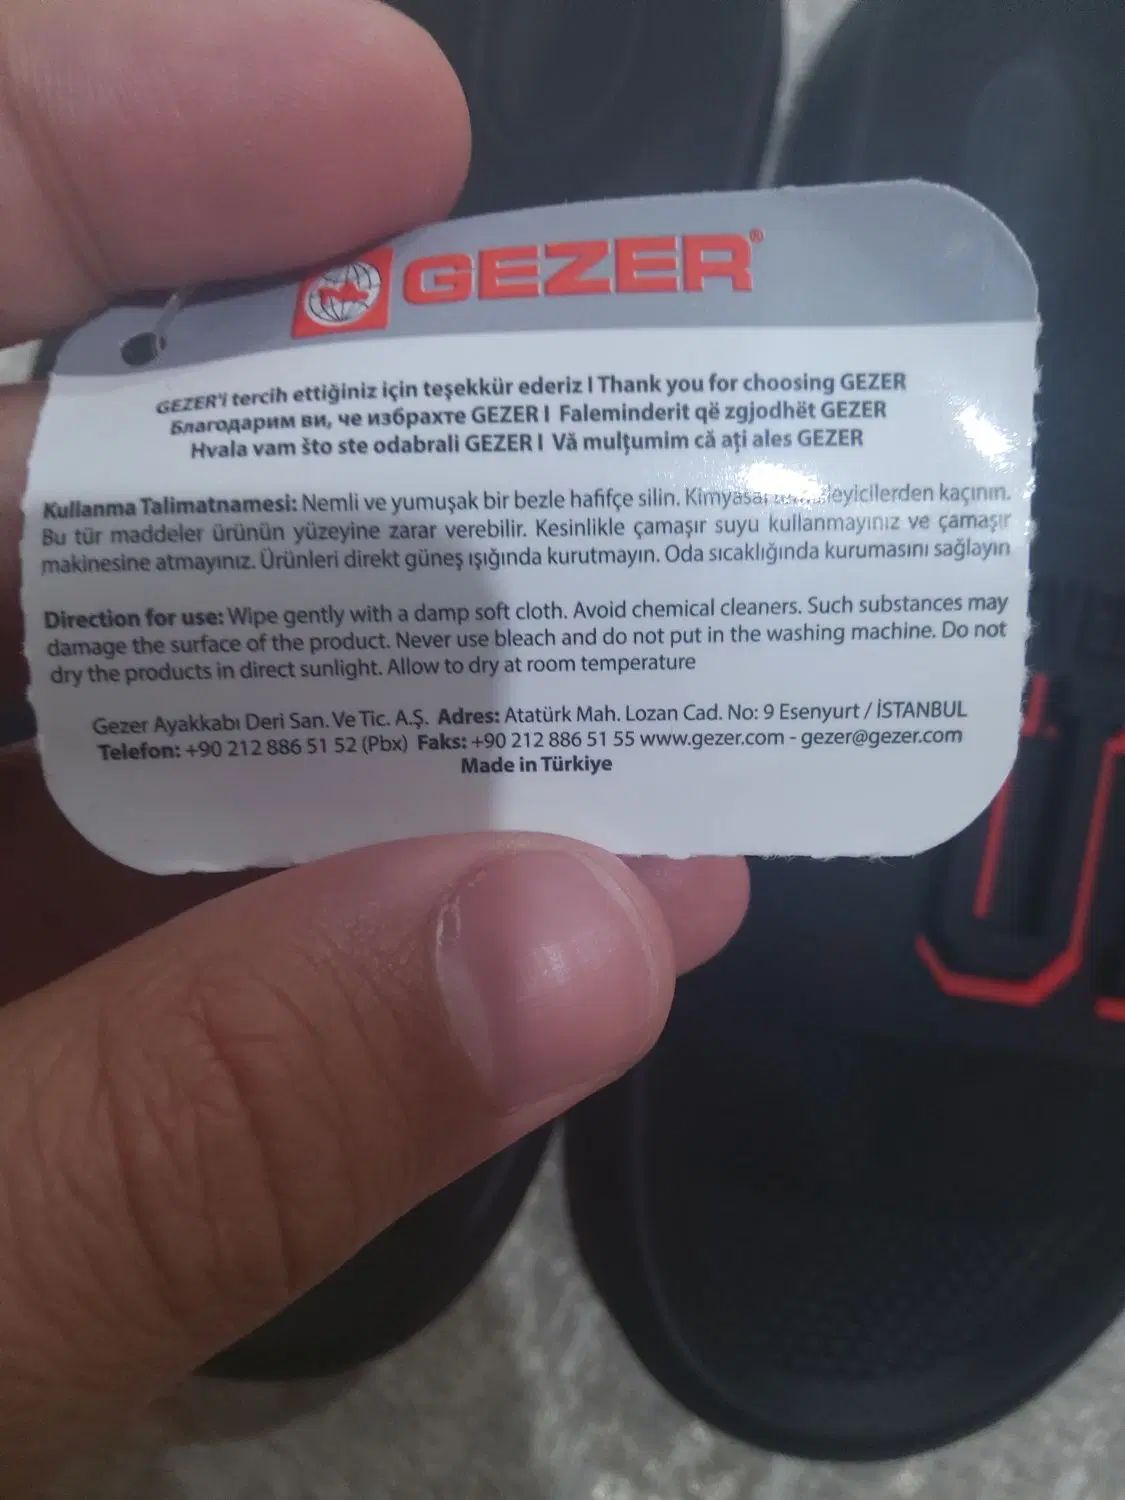 GEZER®
GEZER'i tercih ettiğiniz için teşekkür ederiz I Thank you for choosing GEZER
Благодарим ви, че избрахте GEZER I Faleminderit që zgjodhët GEZER
Hvala vam što ste odabrali GEZER I Vă mulțumim că ați ales GEZER
Kullanma Talimatnamesi: Nemli ve yumuşak bir bezle hafifçe silin. kaçının.
Bu tür maddeler ürünün yüzeyine zarar verebilir. Kesinlikle çamaşır suyu kullanmayınız ve çamaşır
makinesine atmayınız. Ürünleri direkt güneş ışığında kurutmayın. Oda sıcaklığında kurumasını sağlayın
Direction for use: Wipe gently with a damp soft cloth. Avoid chemical cleaners. Such substances may
damage the surface of the product. Never use bleach and do not put in the washing machine. Do not
dry the products in direct sunlight. Allow to dry at room temperature
Gezer Ayakkabı Deri San. Ve Tic. A.Ş. Adres: Atatürk Mah. Lozan Cad. No: 9 Esenyurt / İSTANBUL
Telefon: +90 212 886 51 52 (Pbx) Faks: +90 212 886 51 55 www.gezer.com - gezer@gezer.com
Made in Türkiye